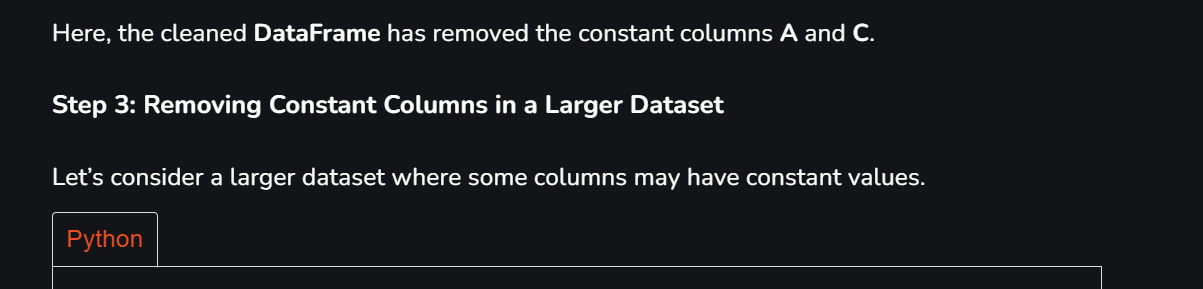 Here, the cleaned DataFrame has removed the constant columns A and C.
Step 3: Removing Constant Columns in a Larger Dataset
Let’s consider a larger dataset where some columns may have constant values.
Python